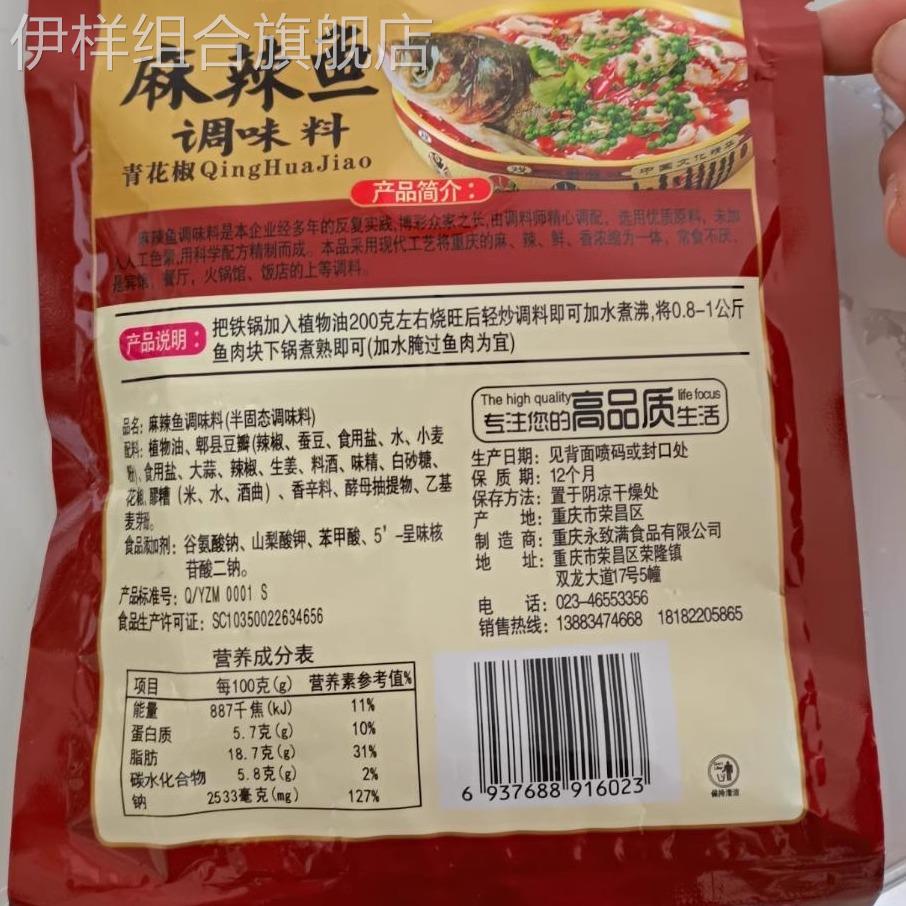 伊样组合旗舰店
麻辣鱼
调味料
青花椒QingHuaJiao
中国文化精华
产品简介：
麻辣鱼调味料是本企业经多年的反复实践,博彩众家之长,由调料师精心调配。选用优质原料，未加
入人工色素,用科学配方精制而成。本品采用现代工艺将重庆的麻、辣、鲜、香浓缩为一体，常食不厌,
是宾馆，餐厅，火锅馆、饭店的上等调料。
产品说明：
把铁锅加入植物油200克左右烧旺后轻炒调料即可加水煮沸,将0.8-1公斤
鱼肉块下锅煮熟即可(加水腌过鱼肉为宜)
品名：麻辣鱼调味料(半固态调味料)
配料：植物油、郫县豆瓣(辣椒、蚕豆、食用盐、水、小麦
粉)、食用盐、大蒜、辣椒、生姜、料酒、味精、白砂糖、
花椒,醪糟（米、水、酒曲）、香辛料、酵母抽提物、乙基
麦芽酚。
食品添加剂：谷氨酸钠、山梨酸钾、苯甲酸、5'-呈味核
苷酸二钠。
产品标准号：Q/YZM 0001 S
食品生产许可证：SC10350022634656
The high quality life focus
专注您的高品质生活
生产日期：见背面喷码或封口处
保质期：12个月
保存方法：置于阴凉干燥处
产地：重庆市荣昌区
制造商：重庆永致满食品有限公司
地址：重庆市荣昌区荣隆镇
双龙大道17号5幢
电话：023-46553356
销售热线：13883474668 18182205865
营养成分表
项目 每100克(g) 营养素参考值%
能量 887千焦(kJ) 11%
蛋白质 5.7克(g) 10%
脂肪 18.7克(g) 31%
碳水化合物 5.8克(g) 2%
钠 2533毫克(mg) 127%
6 937688 916023
保持清洁